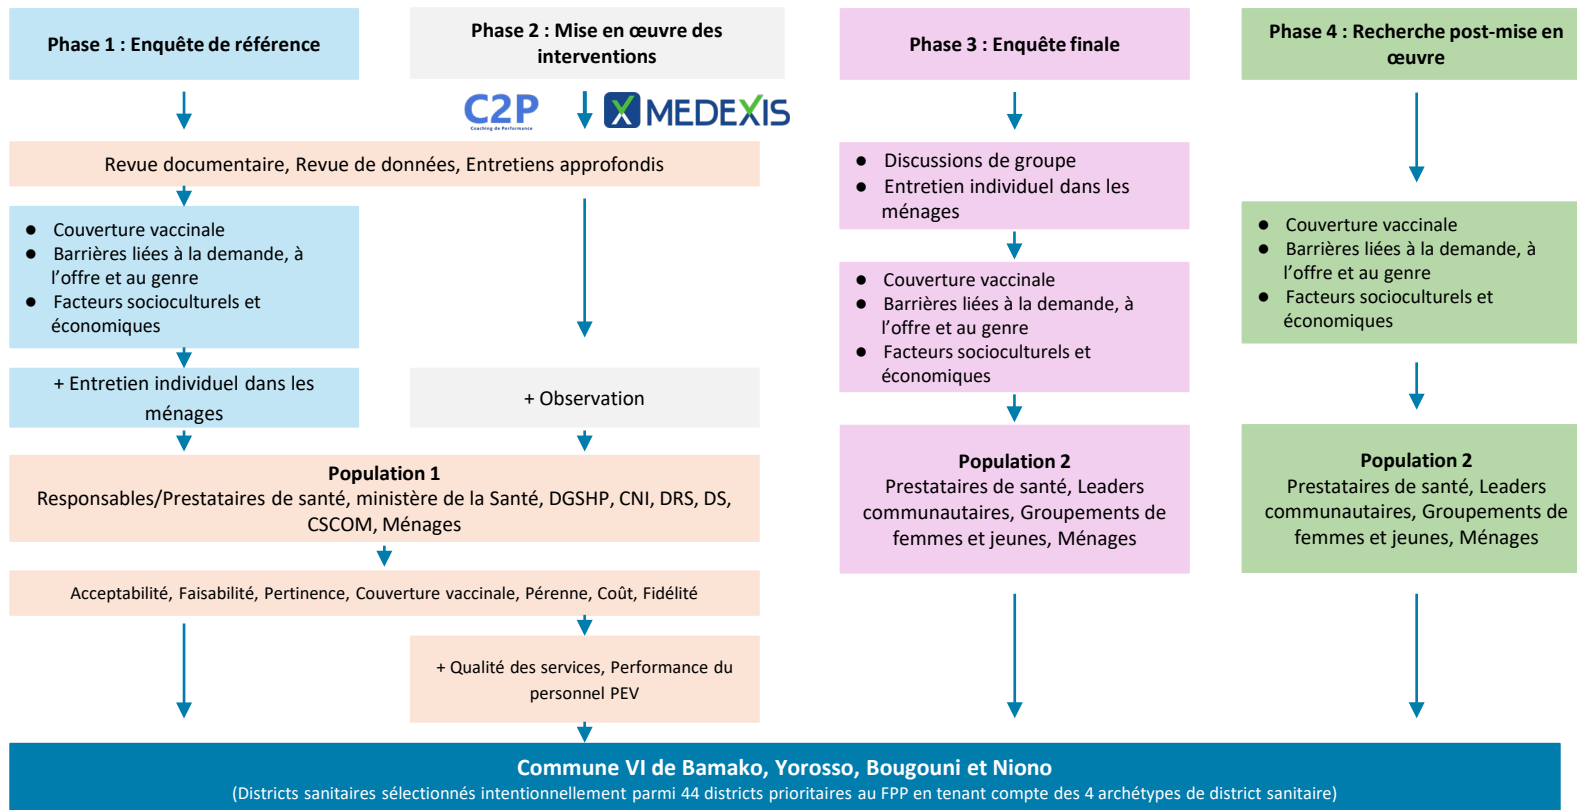 Phase 1 : Enquête de référence
Phase 2 : Mise en œuvre des
interventions
Phase 3 : Enquête finale
Phase 4 : Recherche post-mise en
œuvre
C2P
Coaching de Performance
X MEDEXIS
Revue documentaire, Revue de données, Entretiens approfondis
● Couverture vaccinale
● Barrières liées à la demande, à
l’offre et au genre
● Facteurs socioculturels et
économiques
+ Entretien individuel dans les
ménages
+ Observation
Population 1
Responsables/Prestataires de santé, ministère de la Santé, DGSHP, CNI, DRS, DS,
CSCOM, Ménages
Acceptabilité, Faisabilité, Pertinence, Couverture vaccinale, Pérenne, Coût, Fidélité
+ Qualité des services, Performance du
personnel PEV
● Discussions de groupe
● Entretien individuel dans les
ménages
● Couverture vaccinale
● Barrières liées à la demande, à
l’offre et au genre
● Facteurs socioculturels et
économiques
Population 2
Prestataires de santé, Leaders
communautaires, Groupements de
femmes et jeunes, Ménages
● Couverture vaccinale
● Barrières liées à la demande, à
l’offre et au genre
● Facteurs socioculturels et
économiques
Population 2
Prestataires de santé, Leaders
communautaires, Groupements de
femmes et jeunes, Ménages
Commune VI de Bamako, Yorosso, Bougouni et Niono
(Districts sanitaires sélectionnés intentionnellement parmi 44 districts prioritaires au FPP en tenant compte des 4 archétypes de district sanitaire)